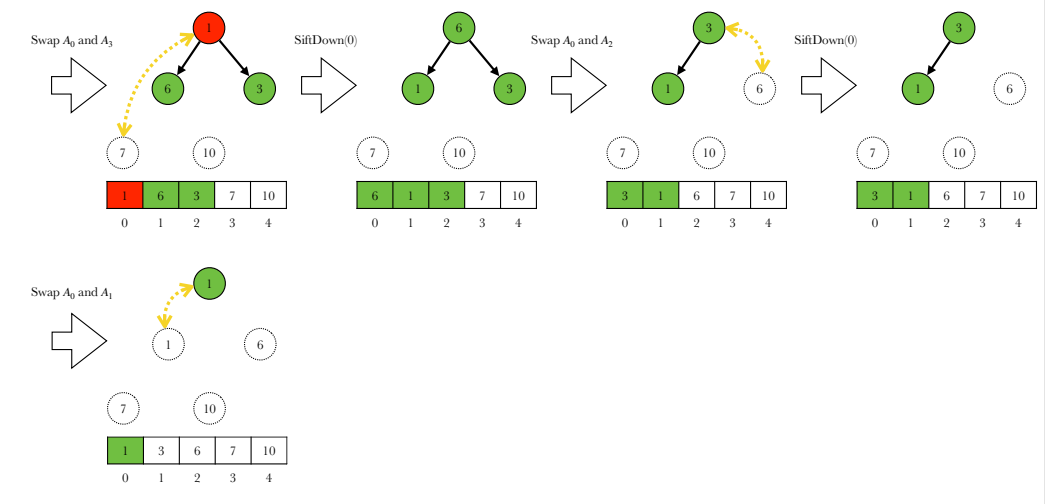 Swap A₀ and A₃
1
6 3
7 10
1 6 3 7 10
0 1 2 3 4
SiftDown(0)
6
1 3
7 10
6 1 3 7 10
0 1 2 3 4
Swap A₀ and A₂
3
1 6
7 10
3 1 6 7 10
0 1 2 3 4
SiftDown(0)
3
1 6
7 10
3 1 6 7 10
0 1 2 3 4
Swap A₀ and A₁
1
1 6
7 10
1 3 6 7 10
0 1 2 3 4